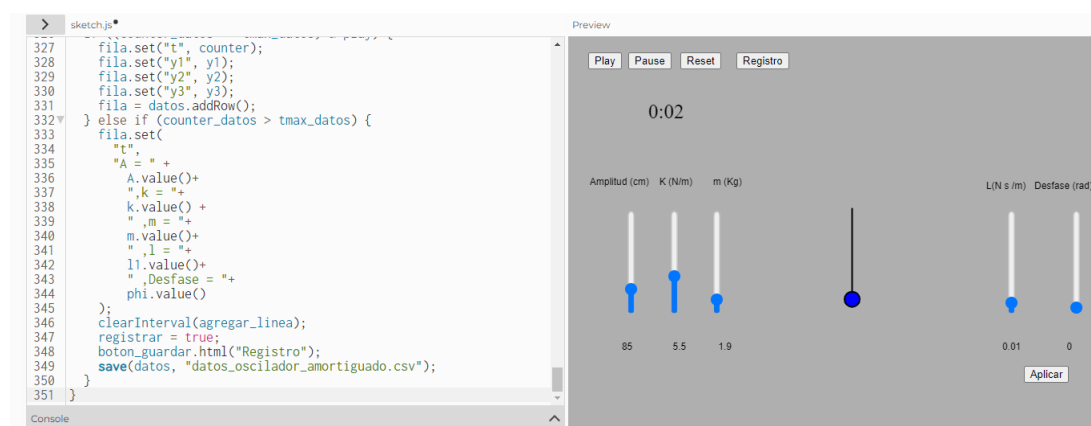 sketch.js
327 fila.set("t", counter);
328 fila.set("y1", y1);
329 fila.set("y2", y2);
330 fila.set("y3", y3);
331 fila = datos.addRow();
332 } else if (counter_datos > tmax_datos) {
333 fila.set(
334 "t",
335 "A = " +
336 A.value()+
337 ",k = "+
338 k.value() +
339 " ,m = "+
340 m.value()+
341 " ,l = "+
342 l1.value()+
343 " ,Desfase = "+
344 phi.value()
345 );
346 clearInterval(agregar_linea);
347 registrar = true;
348 boton_guardar.html("Registro");
349 save(datos, "datos_oscilador_amortiguado.csv");
350 }
351 }
Console
Preview
Play Pause Reset Registro
0:02
Amplitud (cm) K (N/m) m (Kg) L(N s /m) Desfase (rad)
85 5.5 1.9 0.01 0
Aplicar